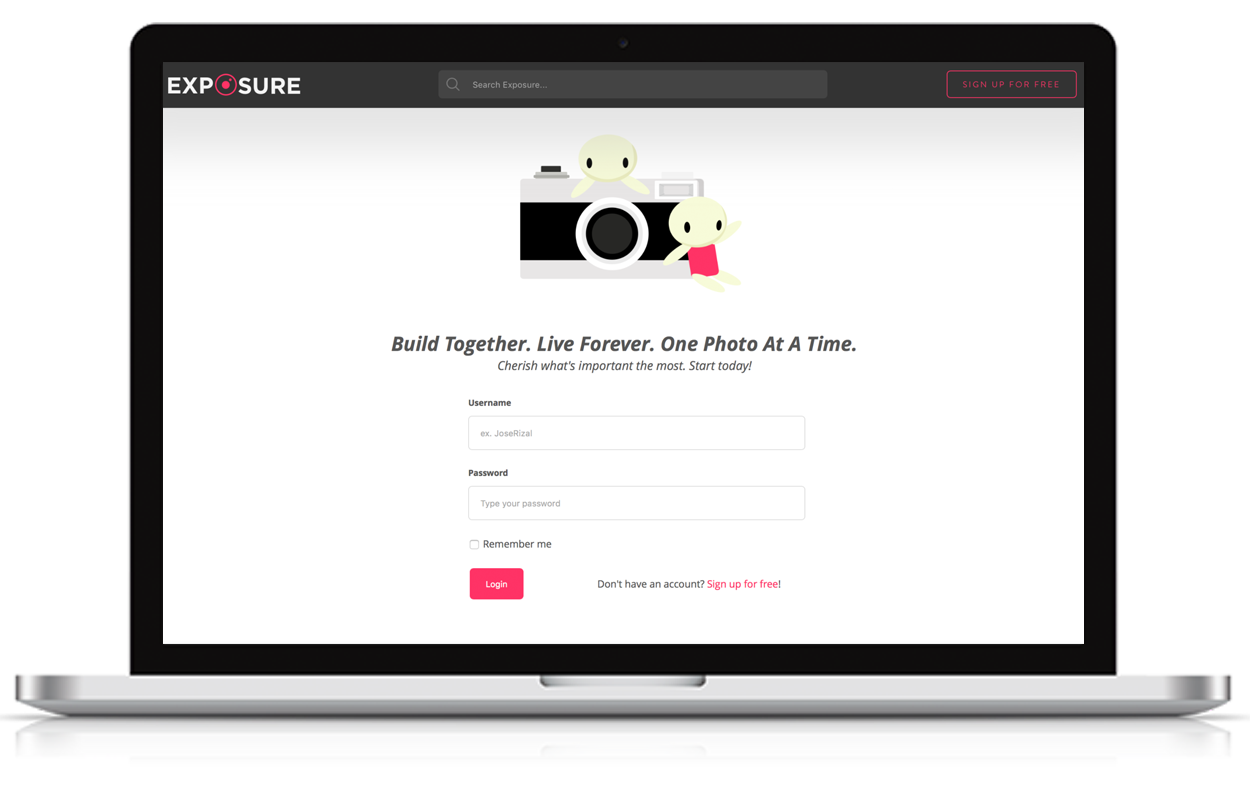 EXPOSURE
Search Exposure...
SIGN UP FOR FREE
Build Together. Live Forever. One Photo At A Time.
Cherish what's important the most. Start today!
Username
ex. JoseRizal
Password
Type your password
Remember me
Login
Don't have an account? Sign up for free!